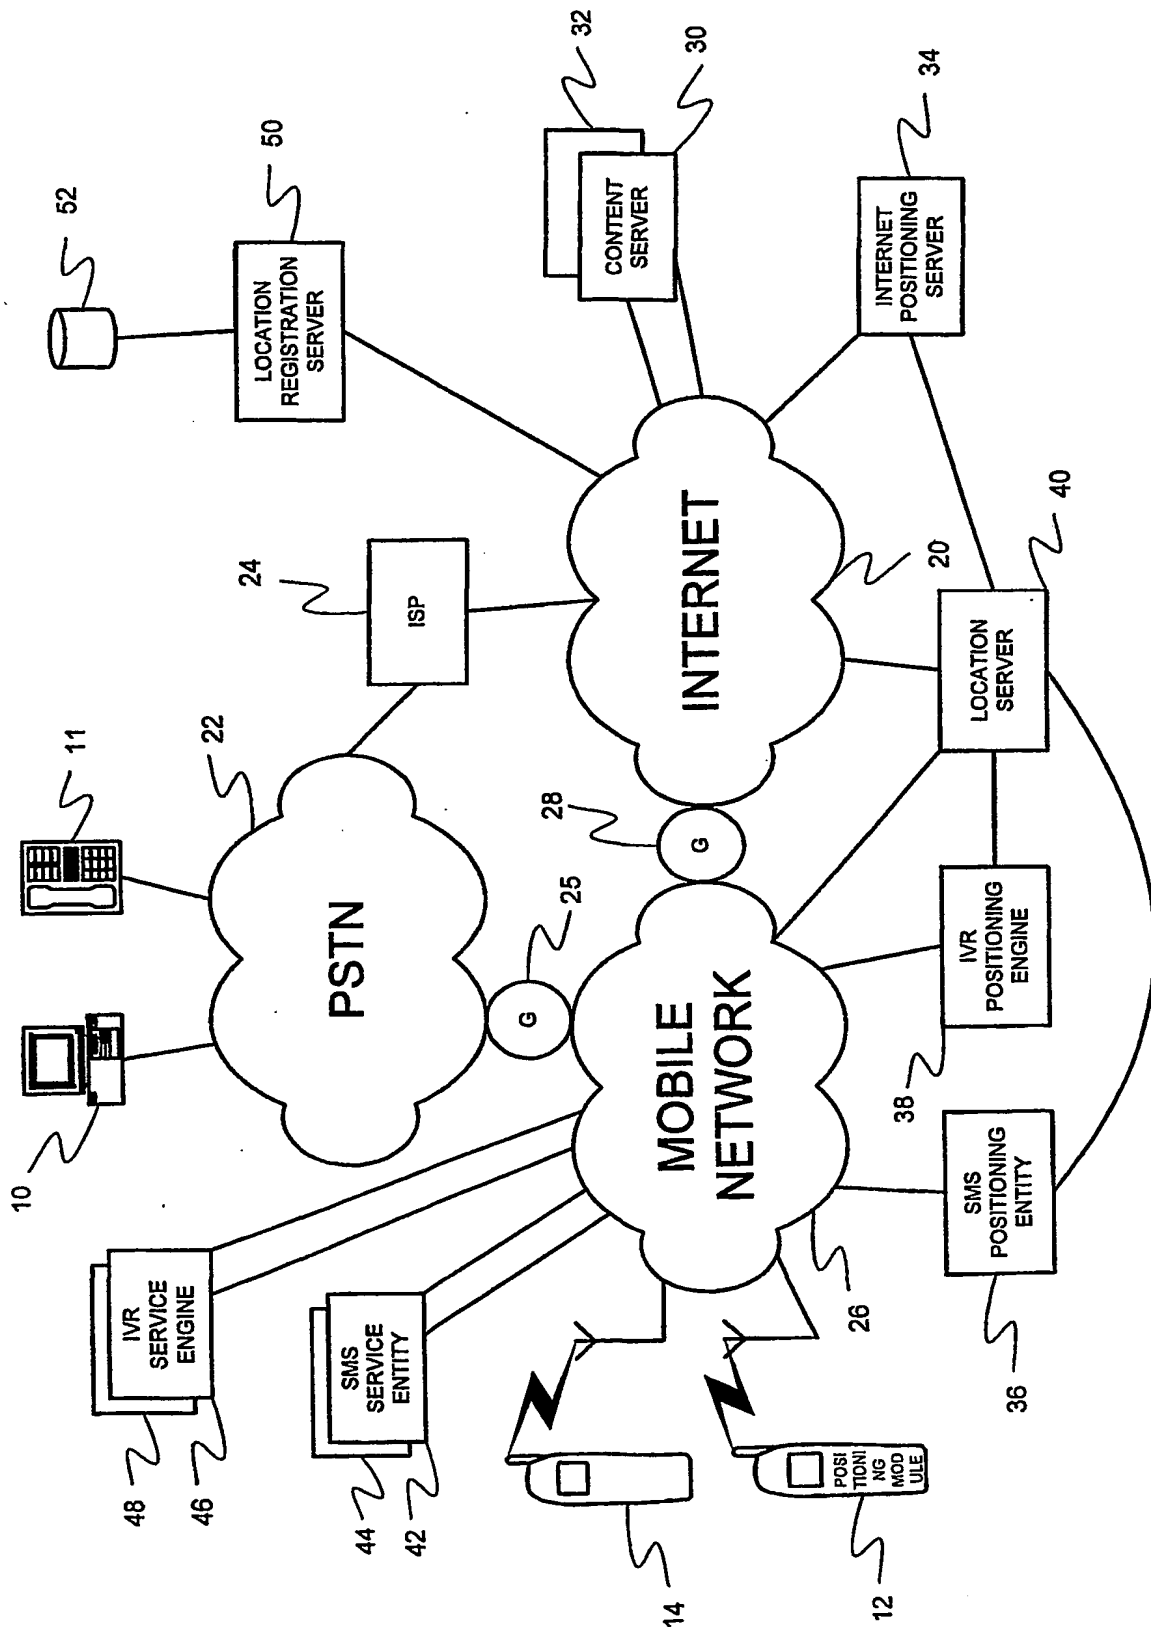 10
11
52
48
46
IVR
SERVICE
ENGINE
44
42
SMS
SERVICE
ENTITY
PSTN
22
24
ISP
LOCATION
REGISTRATION
SERVER
50
25
G
28
G
14
12
POSI
TIONI
NG
MOD
ULE
MOBILE
NETWORK
26
INTERNET
20
CONTENT
SERVER
32
30
36
SMS
POSITIONING
ENTITY
38
IVR
POSITIONING
ENGINE
LOCATION
SERVER
40
INTERNET
POSITIONING
SERVER
34